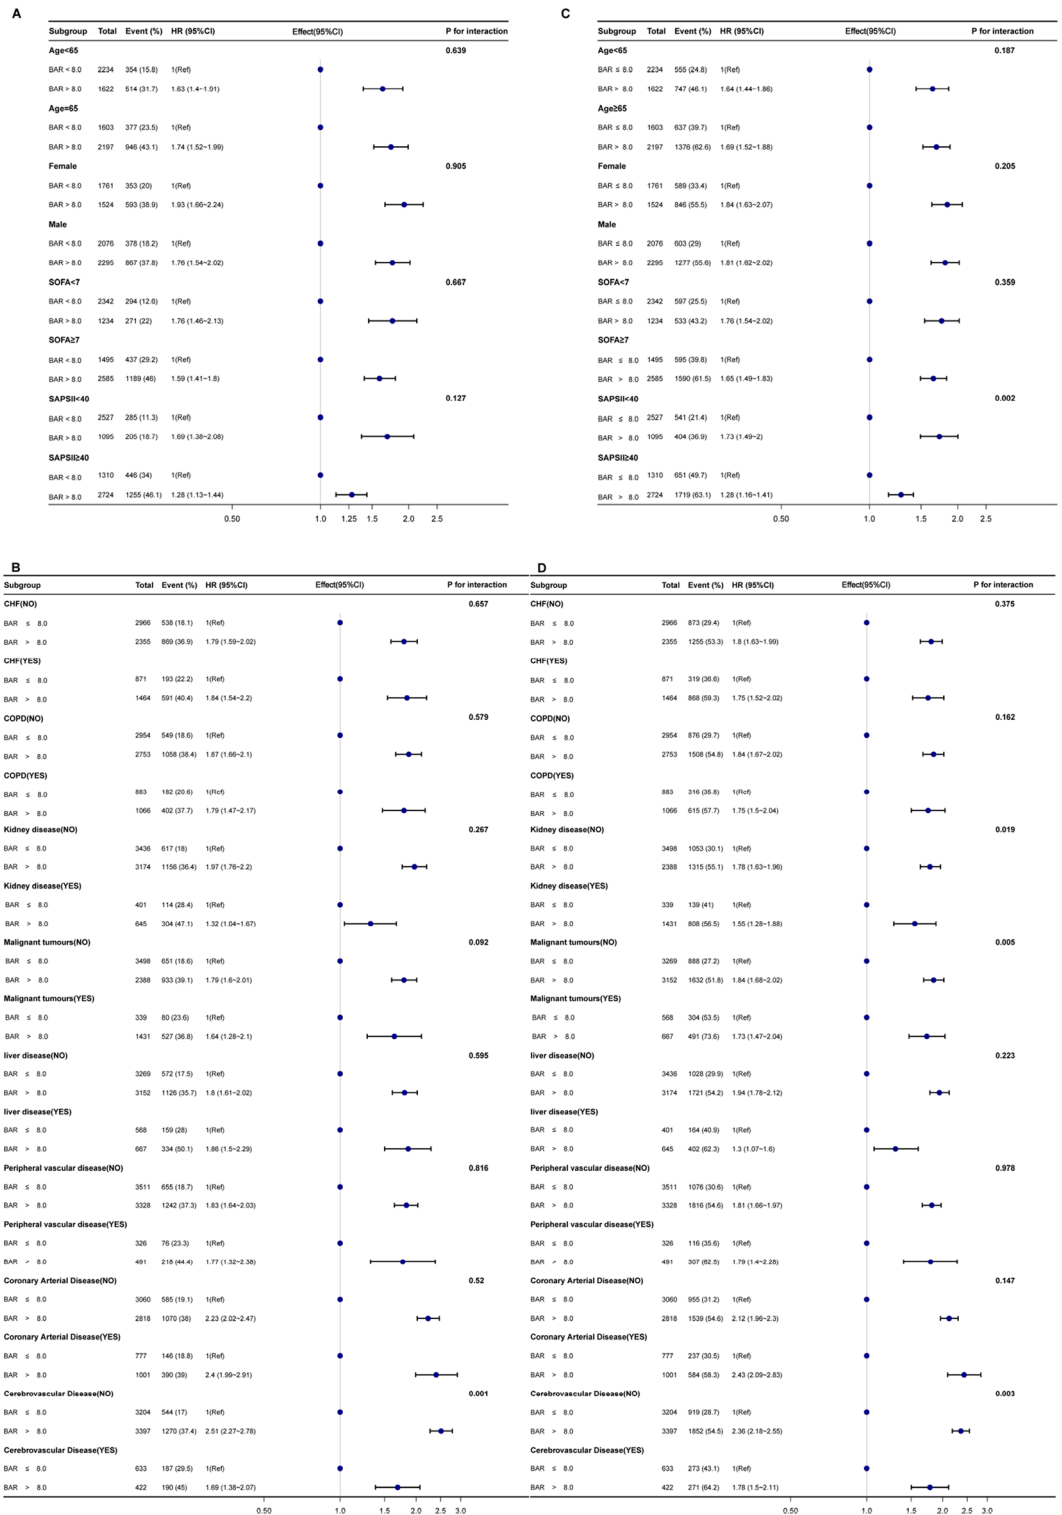 A
Subgroup Total Event (%) HR (95%CI) Effect(95%CI) P for interaction
Age<65 0.639
BAR < 8.0 2234 354 (15.8) 1(Ref)
BAR > 8.0 1622 514 (31.7) 1.63 (1.4~1.91)
Age=65
BAR < 8.0 1603 377 (23.5) 1(Ref)
BAR > 8.0 2197 946 (43.1) 1.74 (1.52~1.99)
Female 0.905
BAR < 8.0 1761 353 (20) 1(Ref)
BAR > 8.0 1524 593 (38.9) 1.93 (1.66~2.24)
Male
BAR < 8.0 2076 378 (18.2) 1(Ref)
BAR > 8.0 2295 867 (37.8) 1.76 (1.54~2.02)
SOFA<7 0.667
BAR < 8.0 2342 294 (12.6) 1(Ref)
BAR > 8.0 1234 271 (22) 1.76 (1.46~2.13)
SOFA≥7
BAR < 8.0 1495 437 (29.2) 1(Ref)
BAR > 8.0 2585 1189 (46) 1.59 (1.41~1.8)
SAPSII<40 0.127
BAR < 8.0 2527 285 (11.3) 1(Ref)
BAR > 8.0 1095 205 (18.7) 1.69 (1.38~2.08)
SAPSII≥40
BAR < 8.0 1310 446 (34) 1(Ref)
BAR > 8.0 2724 1255 (46.1) 1.28 (1.13~1.44)
0.50 1.0 1.25 1.5 2.0 2.5
C
Subgroup Total Event (%) HR (95%CI) Effect(95%CI) P for interaction
Age<65 0.187
BAR ≤ 8.0 2234 555 (24.8) 1(Ref)
BAR > 8.0 1622 747 (46.1) 1.64 (1.44~1.86)
Age≥65
BAR ≤ 8.0 1603 637 (39.7) 1(Ref)
BAR > 8.0 2197 1376 (62.6) 1.69 (1.52~1.88)
Female 0.205
BAR ≤ 8.0 1761 589 (33.4) 1(Ref)
BAR > 8.0 1524 846 (55.5) 1.84 (1.63~2.07)
Male
BAR ≤ 8.0 2076 603 (29) 1(Ref)
BAR > 8.0 2295 1277 (55.6) 1.81 (1.62~2.02)
SOFA<7 0.359
BAR ≤ 8.0 2342 597 (25.5) 1(Ref)
BAR > 8.0 1234 533 (43.2) 1.76 (1.54~2.02)
SOFA≥7
BAR ≤ 8.0 1495 595 (39.8) 1(Ref)
BAR > 8.0 2585 1590 (61.5) 1.65 (1.49~1.83)
SAPSII<40 0.002
BAR ≤ 8.0 2527 541 (21.4) 1(Ref)
BAR > 8.0 1095 404 (36.9) 1.73 (1.49~2)
SAPSII≥40
BAR ≤ 8.0 1310 651 (49.7) 1(Ref)
BAR > 8.0 2724 1719 (63.1) 1.28 (1.16~1.41)
0.50 1.0 1.5 2.0 2.5
B
Subgroup Total Event (%) HR (95%CI) Effect(95%CI) P for interaction
CHF(NO) 0.657
BAR ≤ 8.0 2966 538 (18.1) 1(Ref)
BAR > 8.0 2355 869 (36.9) 1.79 (1.59~2.02)
CHF(YES)
BAR ≤ 8.0 871 193 (22.2) 1(Ref)
BAR > 8.0 1464 591 (40.4) 1.84 (1.54~2.2)
COPD(NO) 0.579
BAR ≤ 8.0 2954 549 (18.6) 1(Ref)
BAR > 8.0 2753 1058 (38.4) 1.87 (1.66~2.1)
COPD(YES)
BAR ≤ 8.0 883 182 (20.6) 1(Ref)
BAR > 8.0 1066 402 (37.7) 1.79 (1.47~2.17)
Kidney disease(NO) 0.267
BAR ≤ 8.0 3436 617 (18) 1(Ref)
BAR > 8.0 3174 1156 (36.4) 1.97 (1.76~2.2)
Kidney disease(YES)
BAR ≤ 8.0 401 114 (28.4) 1(Ref)
BAR > 8.0 645 304 (47.1) 1.32 (1.04~1.67)
Malignant tumours(NO) 0.092
BAR ≤ 8.0 3498 651 (18.6) 1(Ref)
BAR > 8.0 2388 933 (39.1) 1.79 (1.6~2.01)
Malignant tumours(YES)
BAR ≤ 8.0 339 80 (23.6) 1(Ref)
BAR > 8.0 1431 527 (36.8) 1.64 (1.28~2.1)
liver disease(NO) 0.595
BAR ≤ 8.0 3269 572 (17.5) 1(Ref)
BAR > 8.0 3152 1126 (35.7) 1.8 (1.61~2.02)
liver disease(YES)
BAR ≤ 8.0 568 159 (28) 1(Ref)
BAR > 8.0 667 334 (50.1) 1.86 (1.5~2.29)
Peripheral vascular disease(NO) 0.816
BAR ≤ 8.0 3511 655 (18.7) 1(Ref)
BAR > 8.0 3328 1242 (37.3) 1.83 (1.64~2.03)
Peripheral vascular disease(YES)
BAR ≤ 8.0 326 76 (23.3) 1(Ref)
BAR > 8.0 491 218 (44.4) 1.77 (1.32~2.38)
Coronary Arterial Disease(NO) 0.52
BAR ≤ 8.0 3060 585 (19.1) 1(Ref)
BAR > 8.0 2818 1070 (38) 2.23 (2.02~2.47)
Coronary Arterial Disease(YES)
BAR ≤ 8.0 777 146 (18.8) 1(Ref)
BAR > 8.0 1001 390 (39) 2.4 (1.99~2.91)
Cerebrovascular Disease(NO) 0.001
BAR ≤ 8.0 3204 544 (17) 1(Ref)
BAR > 8.0 3397 1270 (37.4) 2.51 (2.27~2.78)
Cerebrovascular Disease(YES)
BAR ≤ 8.0 633 187 (29.5) 1(Ref)
BAR > 8.0 422 190 (45) 1.69 (1.38~2.07)
0.50 1.0 1.5 2.0 2.5 3.0
D
Subgroup Total Event (%) HR (95%CI) Effect(95%CI) P for interaction
CHF(NO) 0.375
BAR ≤ 8.0 2966 873 (29.4) 1(Ref)
BAR > 8.0 2355 1255 (53.3) 1.8 (1.63~1.99)
CHF(YES)
BAR ≤ 8.0 871 319 (36.6) 1(Ref)
BAR > 8.0 1464 868 (59.3) 1.75 (1.52~2.02)
COPD(NO) 0.162
BAR ≤ 8.0 2954 876 (29.7) 1(Ref)
BAR > 8.0 2753 1508 (54.8) 1.84 (1.67~2.02)
COPD(YES)
BAR ≤ 8.0 883 316 (35.8) 1(Ref)
BAR > 8.0 1066 615 (57.7) 1.75 (1.5~2.04)
Kidney disease(NO) 0.019
BAR ≤ 8.0 3498 1053 (30.1) 1(Ref)
BAR > 8.0 2388 1315 (55.1) 1.78 (1.63~1.96)
Kidney disease(YES)
BAR ≤ 8.0 339 139 (41) 1(Ref)
BAR > 8.0 1431 808 (56.5) 1.55 (1.28~1.88)
Malignant tumours(NO) 0.005
BAR ≤ 8.0 3269 888 (27.2) 1(Ref)
BAR > 8.0 3152 1632 (51.8) 1.84 (1.68~2.02)
Malignant tumours(YES)
BAR ≤ 8.0 568 304 (53.5) 1(Ref)
BAR > 8.0 667 491 (73.6) 1.73 (1.47~2.04)
liver disease(NO) 0.223
BAR ≤ 8.0 3436 1028 (29.9) 1(Ref)
BAR > 8.0 3174 1721 (54.2) 1.94 (1.78~2.12)
liver disease(YES)
BAR ≤ 8.0 401 164 (40.9) 1(Ref)
BAR > 8.0 645 402 (62.3) 1.3 (1.07~1.6)
Peripheral vascular disease(NO) 0.978
BAR ≤ 8.0 3511 1076 (30.6) 1(Ref)
BAR > 8.0 3328 1816 (54.6) 1.81 (1.66~1.97)
Peripheral vascular disease(YES)
BAR ≤ 8.0 326 116 (35.6) 1(Ref)
BAR > 8.0 491 307 (62.5) 1.79 (1.4~2.28)
Coronary Arterial Disease(NO) 0.147
BAR ≤ 8.0 3060 955 (31.2) 1(Ref)
BAR > 8.0 2818 1539 (54.6) 2.12 (1.96~2.3)
Coronary Arterial Disease(YES)
BAR ≤ 8.0 777 237 (30.5) 1(Ref)
BAR > 8.0 1001 584 (58.3) 2.43 (2.09~2.83)
Cerebrovascular Disease(NO) 0.003
BAR ≤ 8.0 3204 919 (28.7) 1(Ref)
BAR > 8.0 3397 1852 (54.5) 2.36 (2.18~2.55)
Cerebrovascular Disease(YES)
BAR ≤ 8.0 633 273 (43.1) 1(Ref)
BAR > 8.0 422 271 (64.2) 1.78 (1.5~2.11)
0.50 1.0 1.5 2.0 2.5 3.0